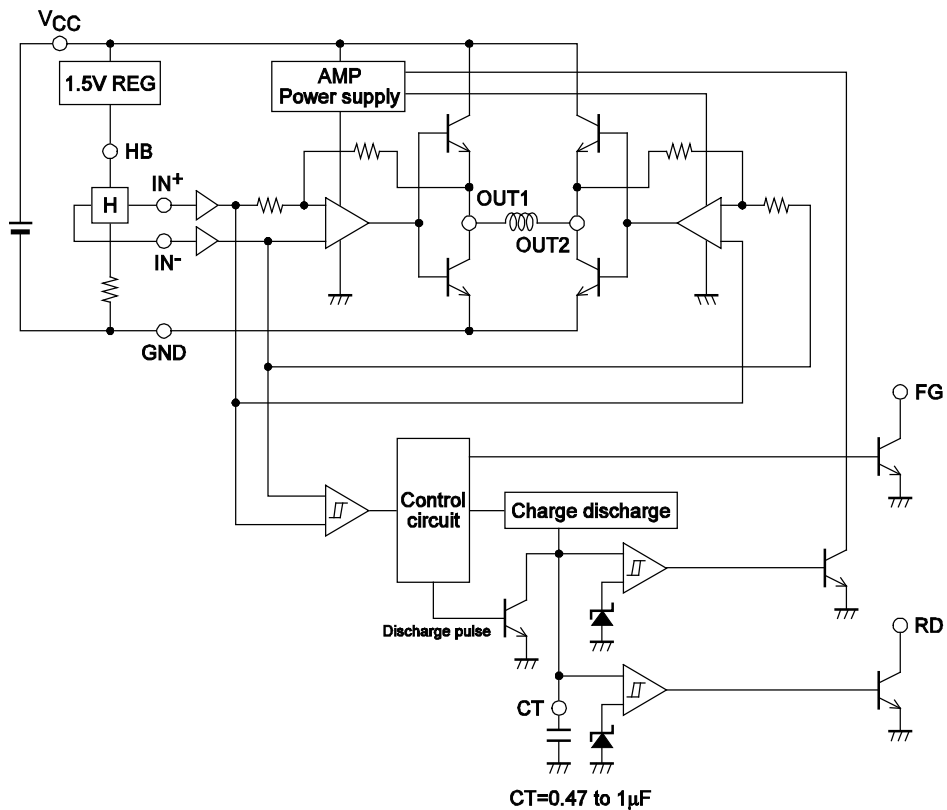 VCC
1.5V REG
AMP
Power supply
HB
IN+
H
OUT1
OUT2
IN-
GND
FG
Control
circuit
Charge discharge
Discharge pulse
RD
CT
CT=0.47 to 1μF